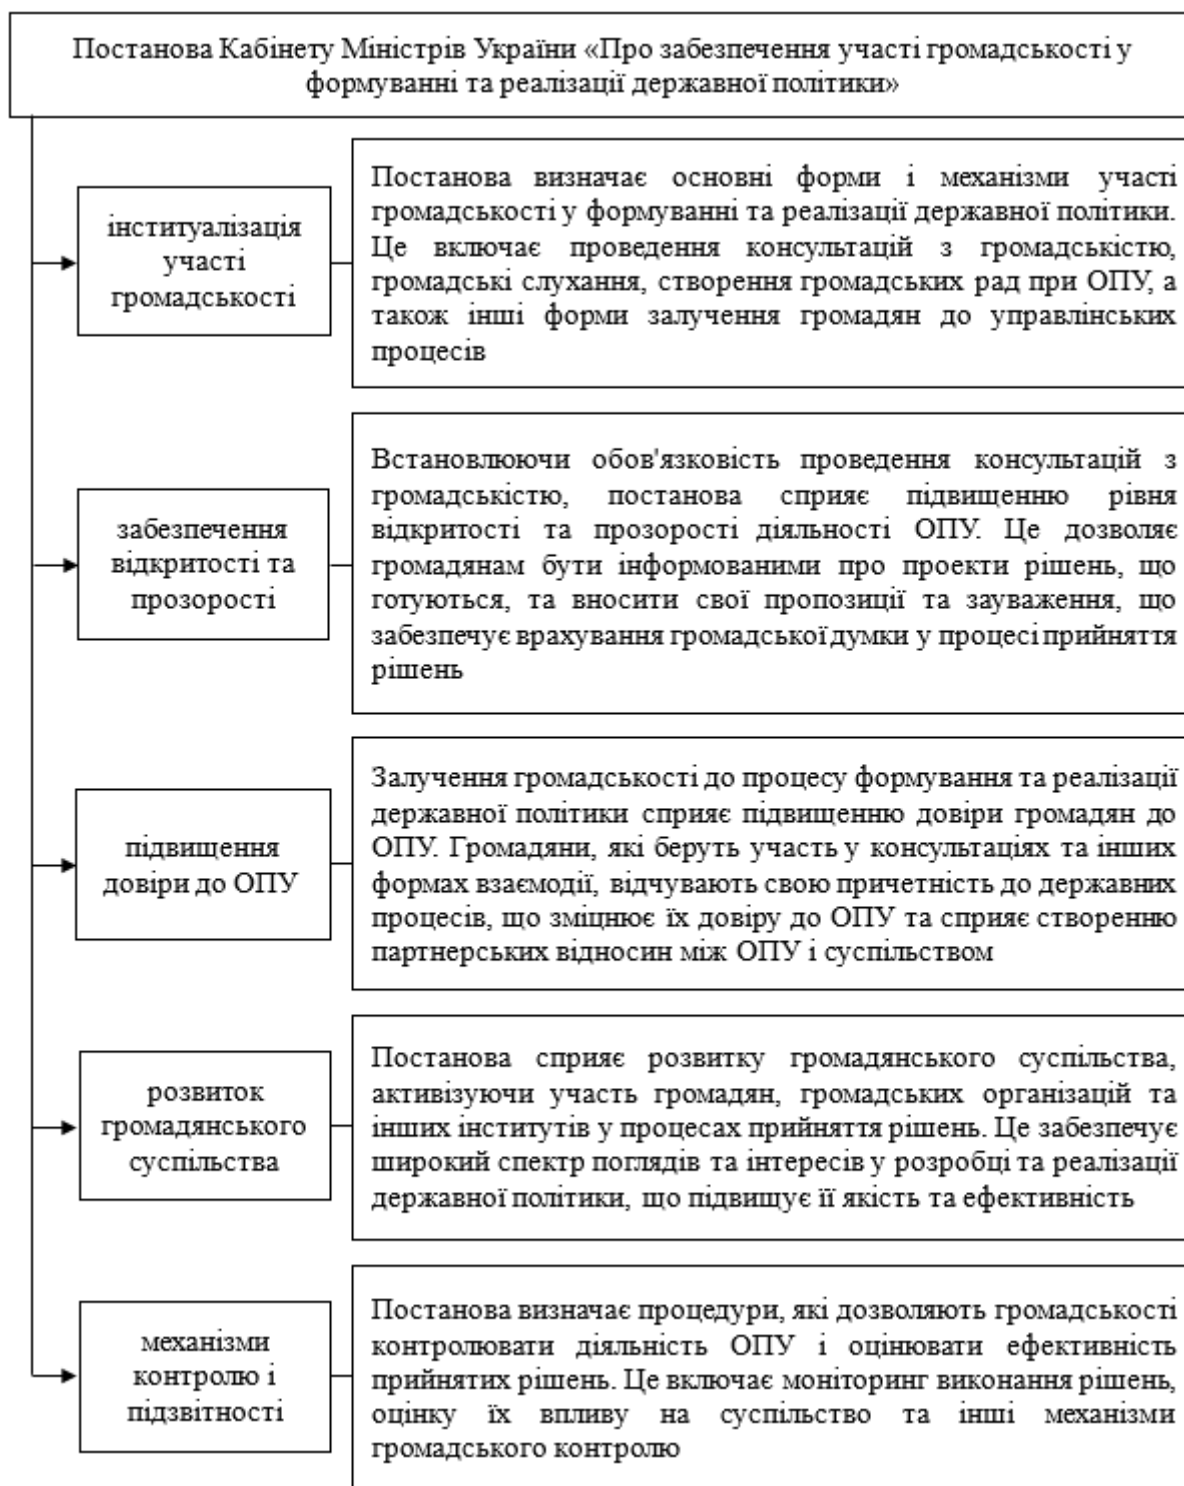 Постанова Кабінету Міністрів України «Про забезпечення участі громадськості у
формуванні та реалізації державної політики»
інституалізація
участі
громадськості
Постанова визначає основні форми і механізми участі
громадськості у формуванні та реалізації державної політики.
Це включає проведення консультацій з громадськістю,
громадські слухання, створення громадських рад при ОПУ, а
також інші форми залучення громадян до управлінських
процесів
забезпечення
відкритості та
прозорості
Встановлюючи обов'язковість проведення консультацій з
громадськістю, постанова сприяє підвищенню рівня
відкритості та прозорості діяльності ОПУ. Це дозволяє
громадянам бути інформованими про проекти рішень, що
готуються, та вносити свої пропозиції та зауваження, що
забезпечує врахування громадської думки у процесі прийняття
рішень
підвищення
довіри до ОПУ
Залучення громадськості до процесу формування та реалізації
державної політики сприяє підвищенню довіри громадян до
ОПУ. Громадяни, які беруть участь у консультаціях та інших
формах взаємодії, відчувають свою причетність до державних
процесів, що зміцнює їх довіру до ОПУ та сприяє створенню
партнерських відносин між ОПУ і суспільством
розвиток
громадянського
суспільства
Постанова сприяє розвитку громадянського суспільства,
активізуючи участь громадян, громадських організацій та
інших інститутів у процесах прийняття рішень. Це забезпечує
широкий спектр поглядів та інтересів у розробці та реалізації
державної політики, що підвищує її якість та ефективність
механізми
контролю і
підзвітності
Постанова визначає процедури, які дозволяють громадськості
контролювати діяльність ОПУ і оцінювати ефективність
прийнятих рішень. Це включає моніторинг виконання рішень,
оцінку їх впливу на суспільство та інші механізми
громадського контролю